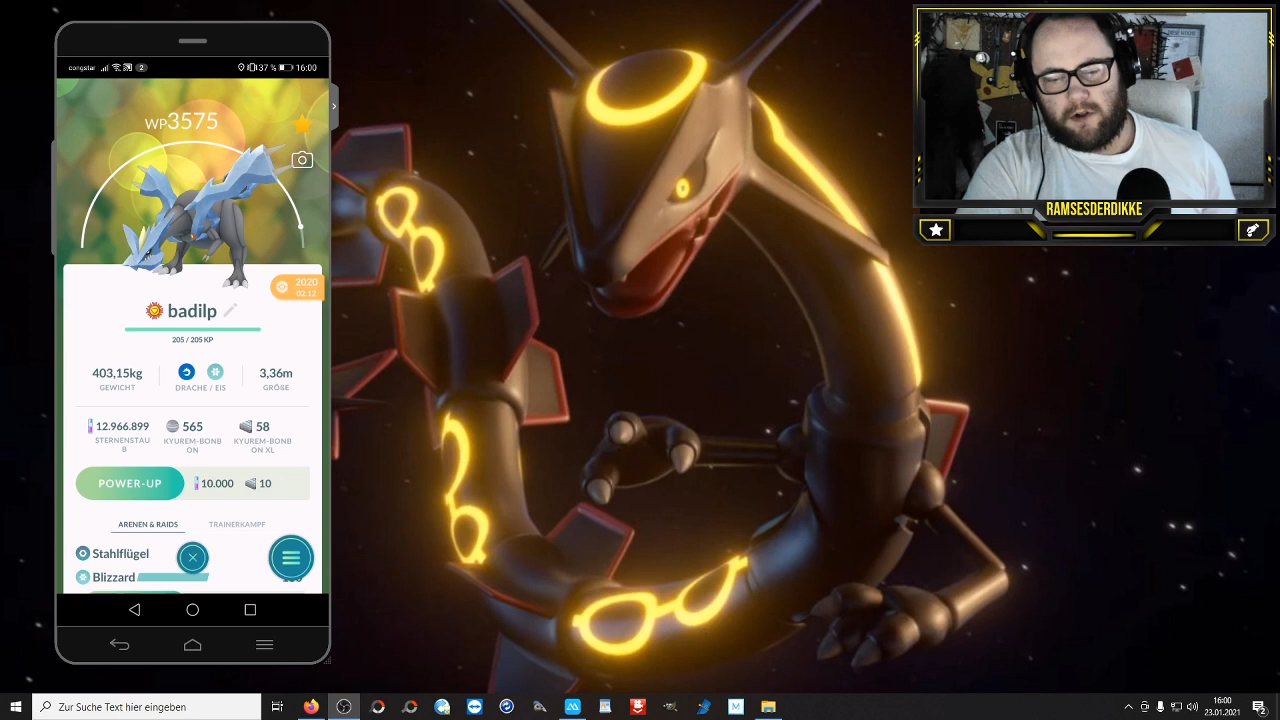 congstar 2 37 % 16:00
WP3575
2020
02.12
badilp
205 / 205 KP
403,15kg
GEWICHT
DRACHE / EIS
3,36m
GRÖßE
12.966.899
STERNENSTAU
B
565
KYUREM-BONB
ON
58
KYUREM-BONB
ON XL
POWER-UP 10.000 10
ARENEN & RAIDS TRAINERKAMPF
Stahlflügel
Blizzard
RAMSESDERDIKKE
Zur Suche Text hier eingeben
16:00
23.01.2021
2